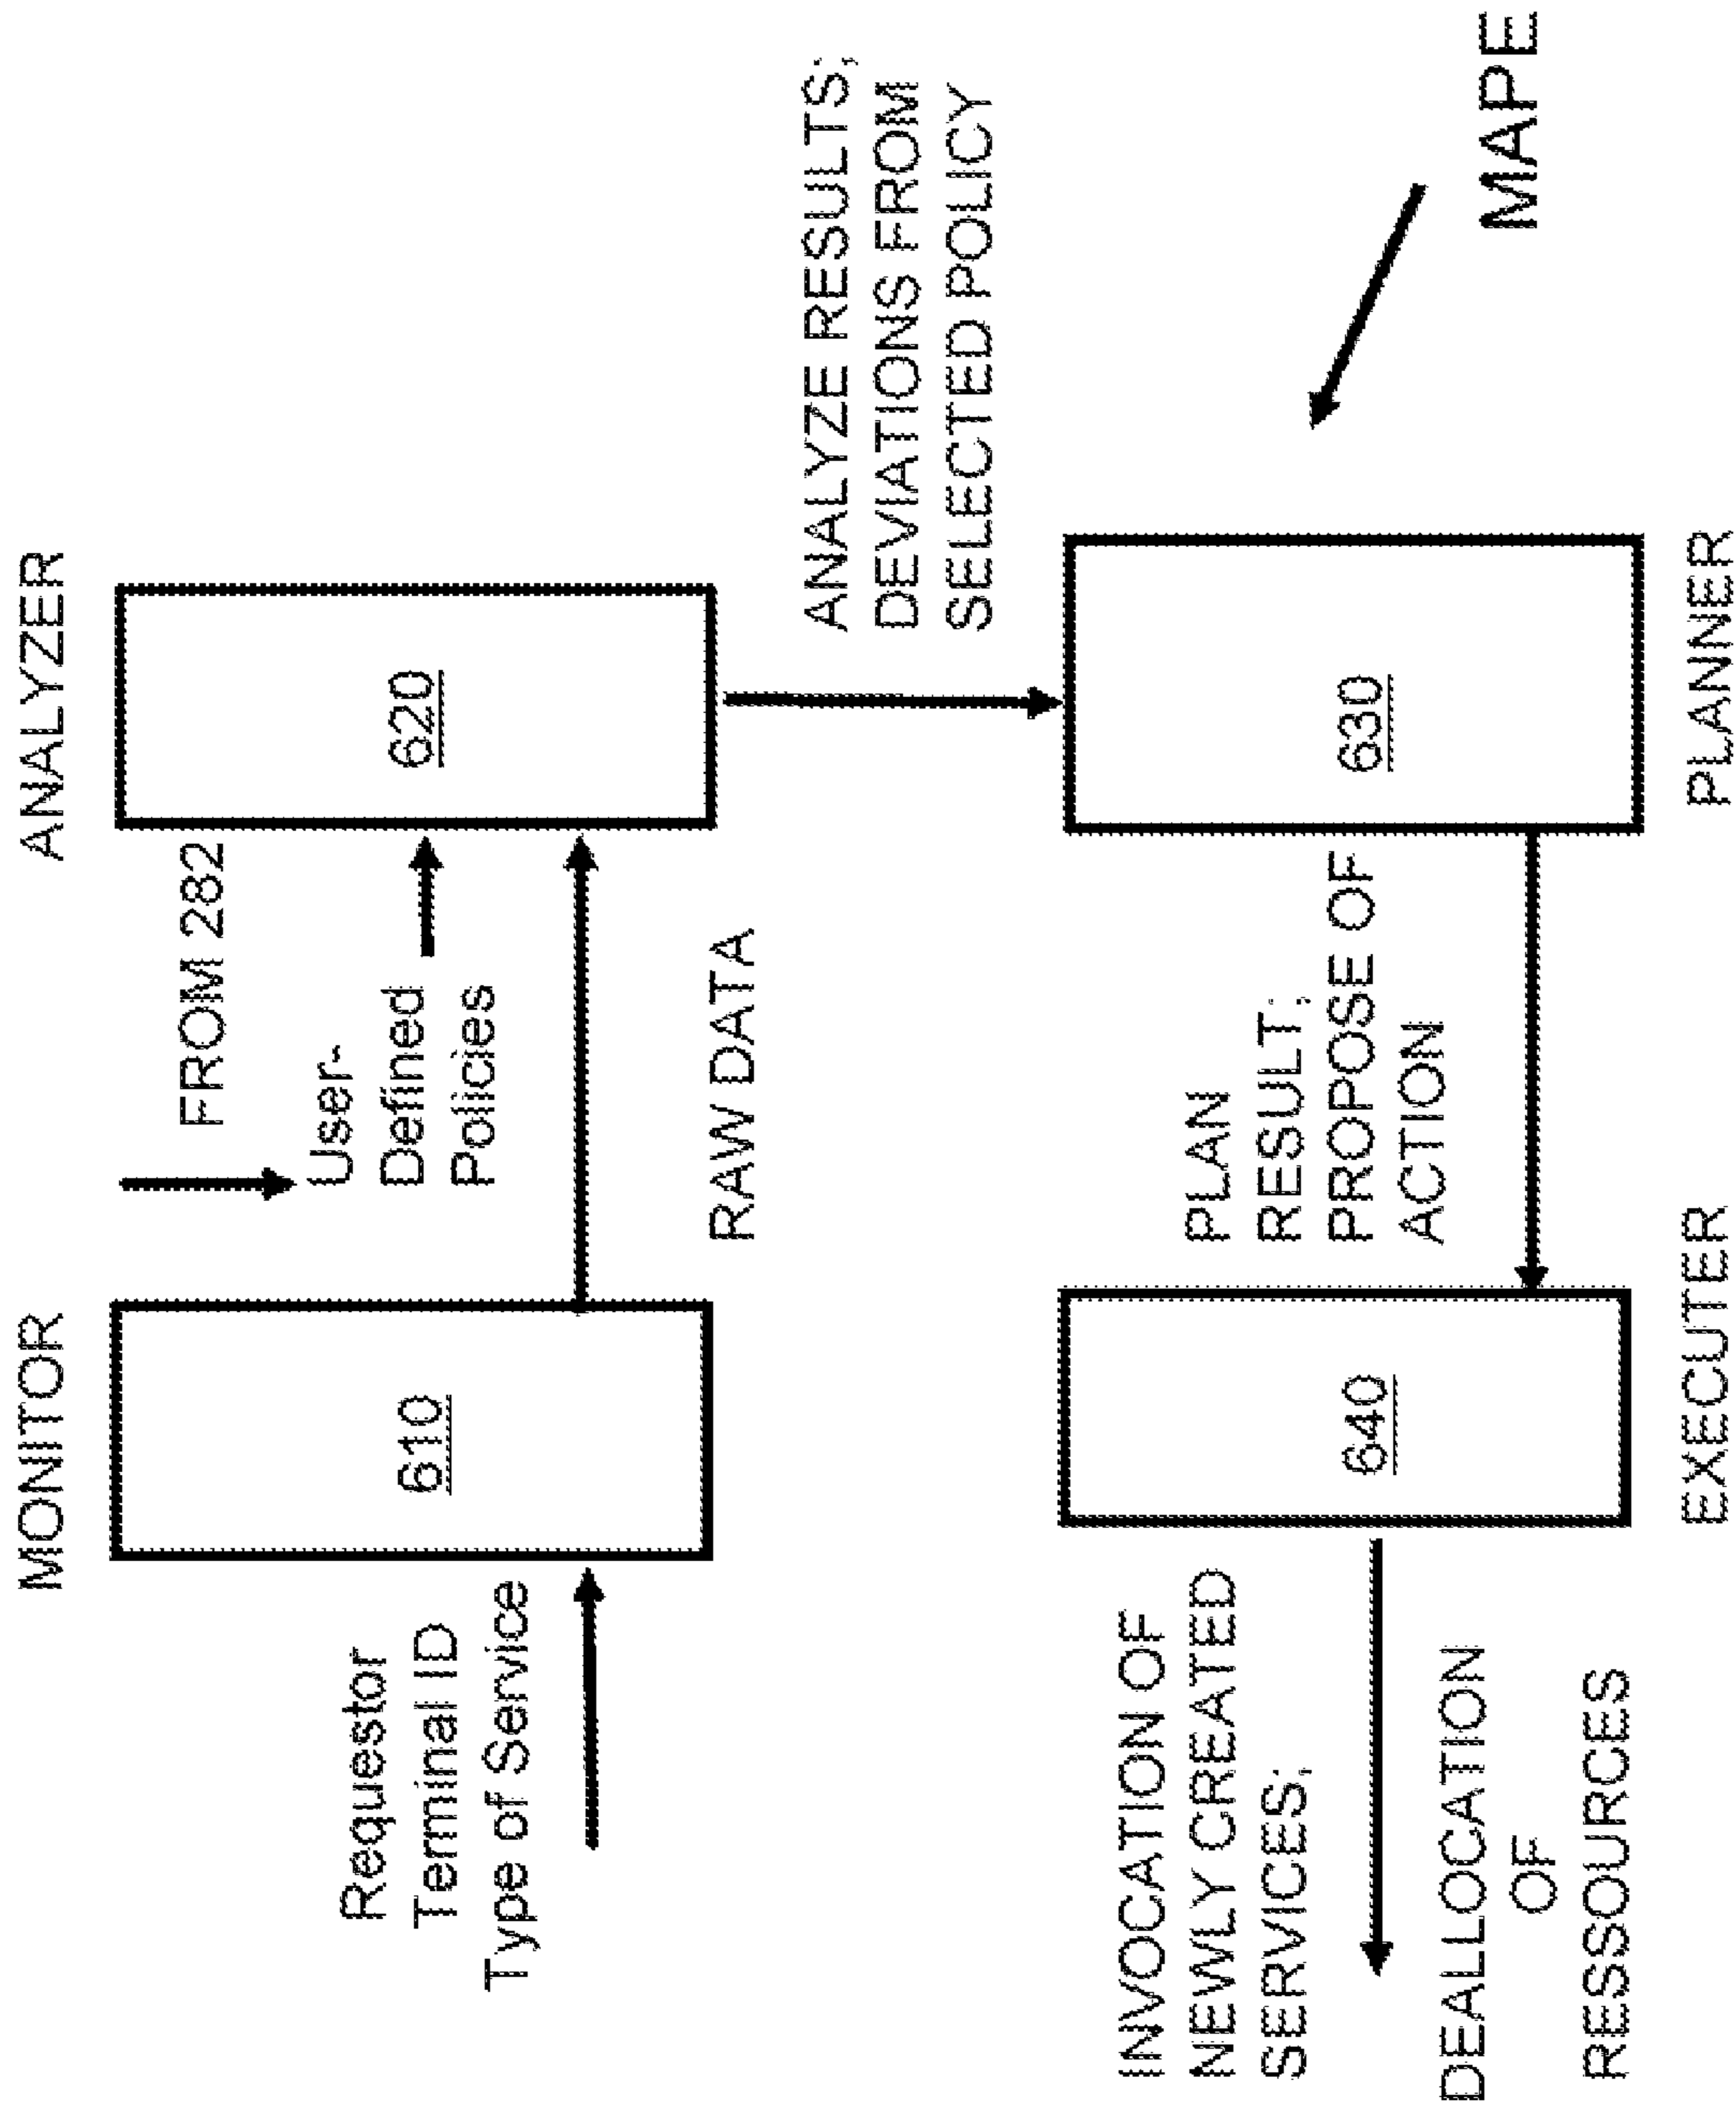 MONITOR
ANALYZER
FROM 282
User-
Defined
Policies
Requestor
Terminal ID
Type of Service
610
620
RAW DATA
ANALYZE RESULTS;
DEVIATIONS FROM
SELECTED POLICY
INVOCATION OF
NEWLY CREATED
SERVICES;
DEALLOCATION
OF
RESSOURCES
640
PLAN
RESULT;
PROPOSE OF
ACTION
630
EXECUTER
PLANNER
MAPE